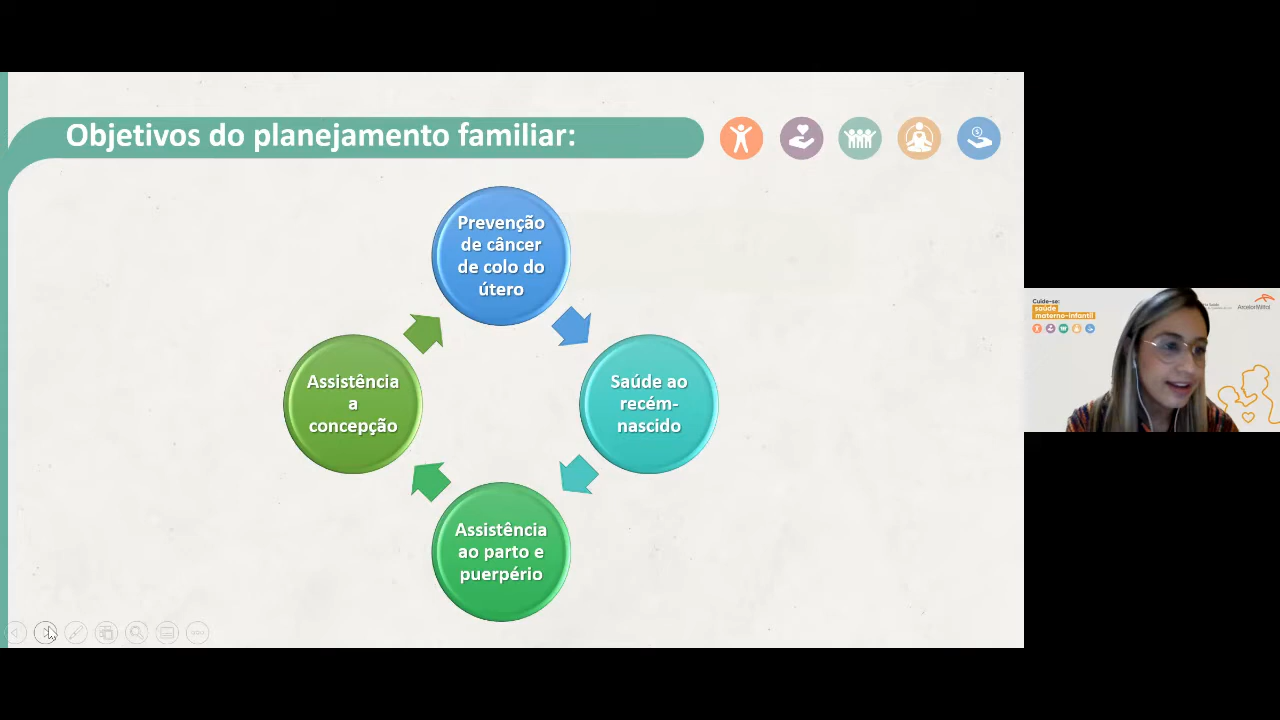 Objetivos do planejamento familiar:
Prevenção
de câncer
de colo do
útero
Assistência
a
concepção
Saúde ao
recém-
nascido
Assistência
ao parto e
puerpério
Cuide-se:
saúde
materno-infantil
ArcelorMittal